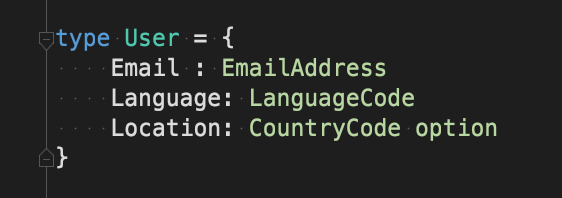 type User = {
    Email : EmailAddress
    Language: LanguageCode
    Location: CountryCode option
}